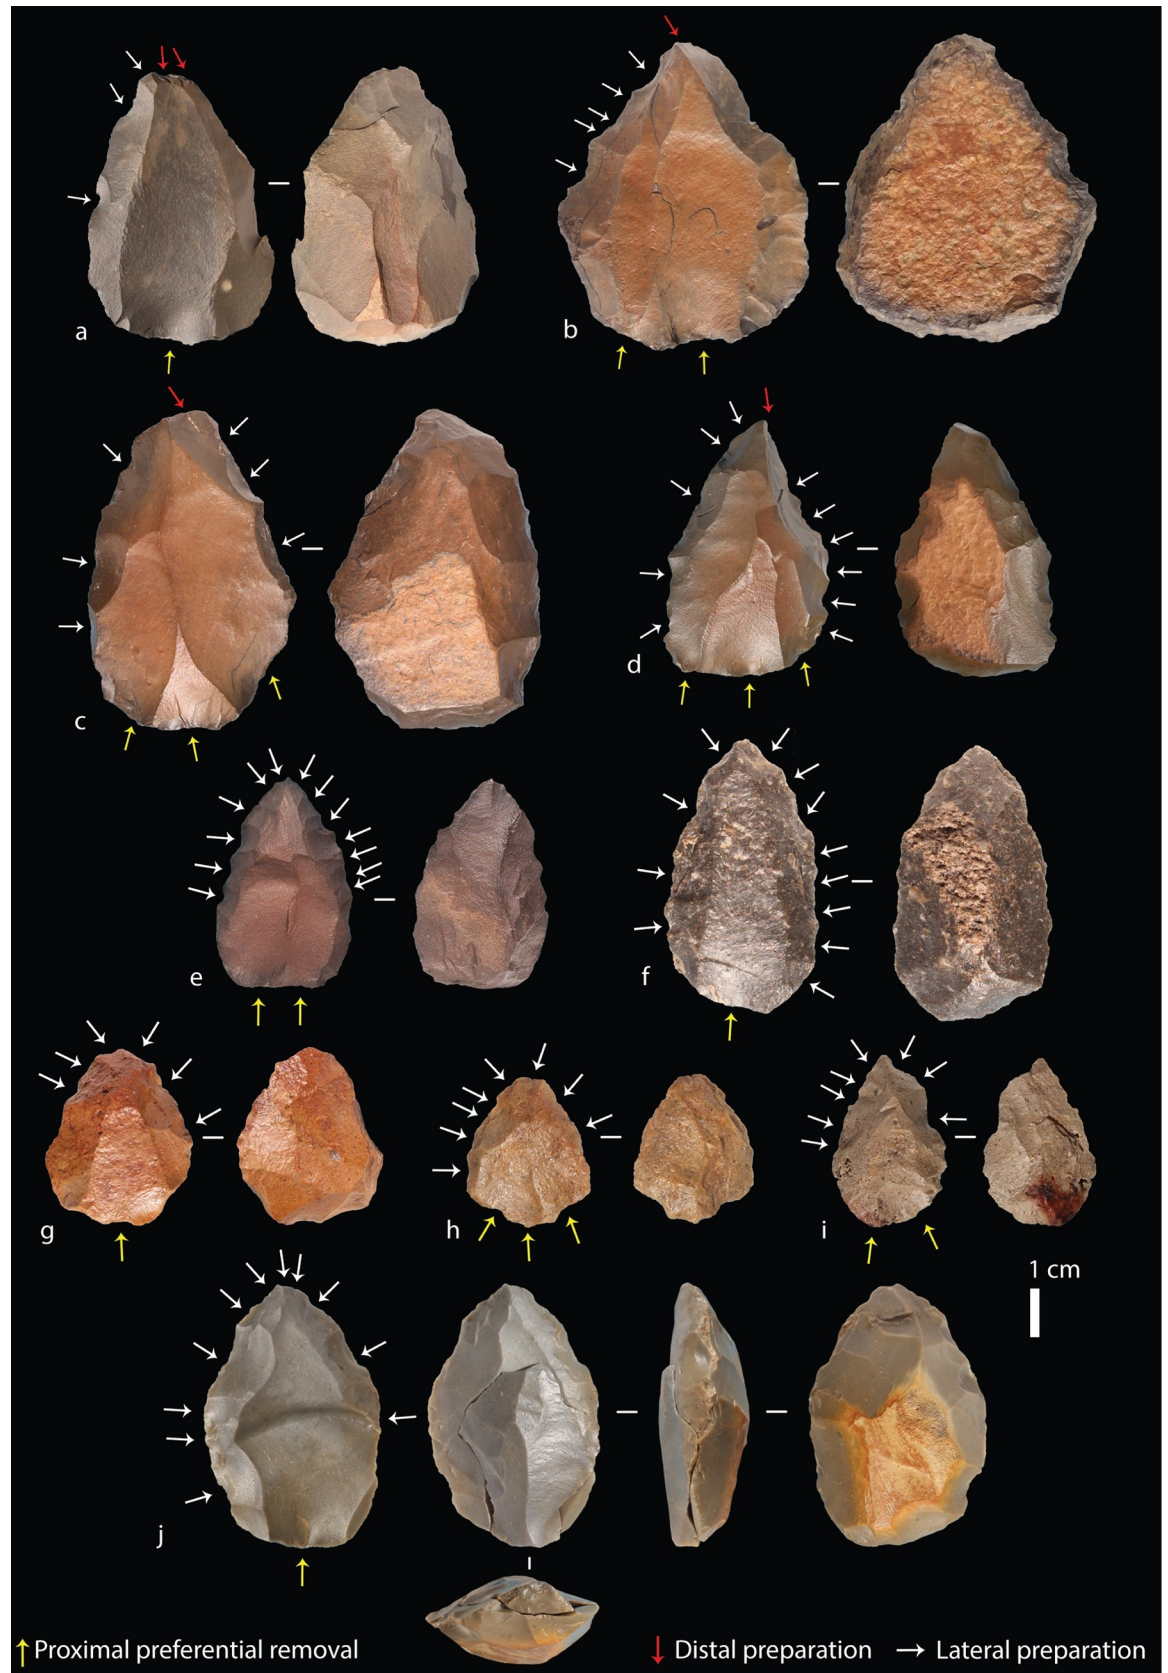 a
b
c
d
e
f
g
h
i
1 cm
j
Proximal preferential removal
Distal preparation
Lateral preparation